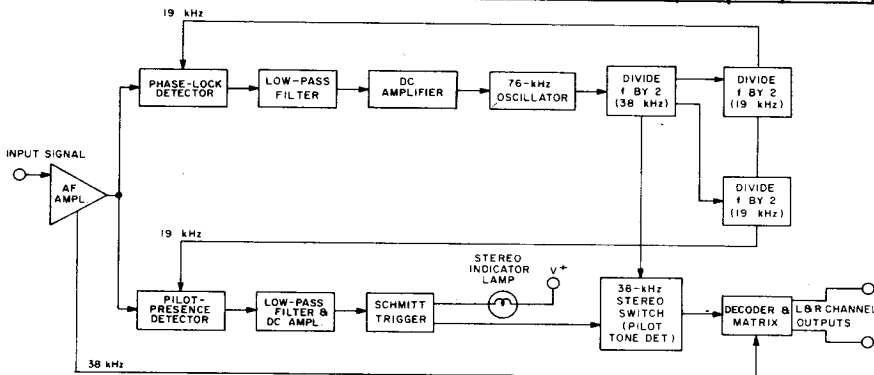 19 kHz
PHASE-LOCK
DETECTOR
LOW-PASS
FILTER
DC
AMPLIFIER
76-kHz
OSCILLATOR
DIVIDE
f BY 2
(38 kHz)
DIVIDE
f BY 2
(19 kHz)
INPUT SIGNAL
AF
AMPL.
DIVIDE
f BY 2
(19 kHz)
19 kHz
PILOT-
PRESENCE
DETECTOR
LOW-PASS
FILTER &
DC AMPL.
SCHMITT
TRIGGER
STEREO
INDICATOR
LAMP
V+
38-kHz
STEREO
SWITCH
(PILOT
TONE DET)
DECODER &
MATRIX
L&R CHANNEL
OUTPUTS
38 kHz